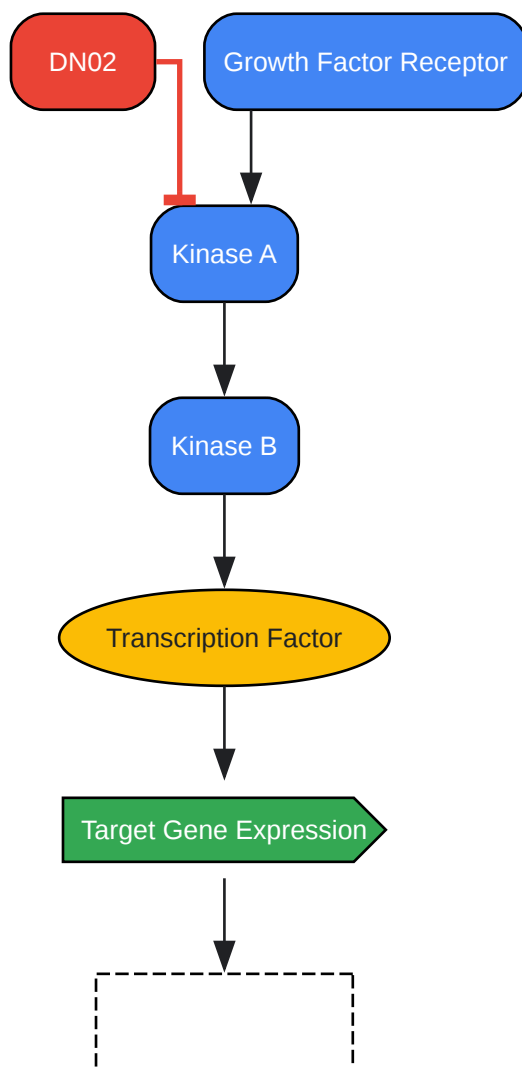 DN02
Growth Factor Receptor
Kinase A
Kinase B
Transcription Factor
Target Gene Expression